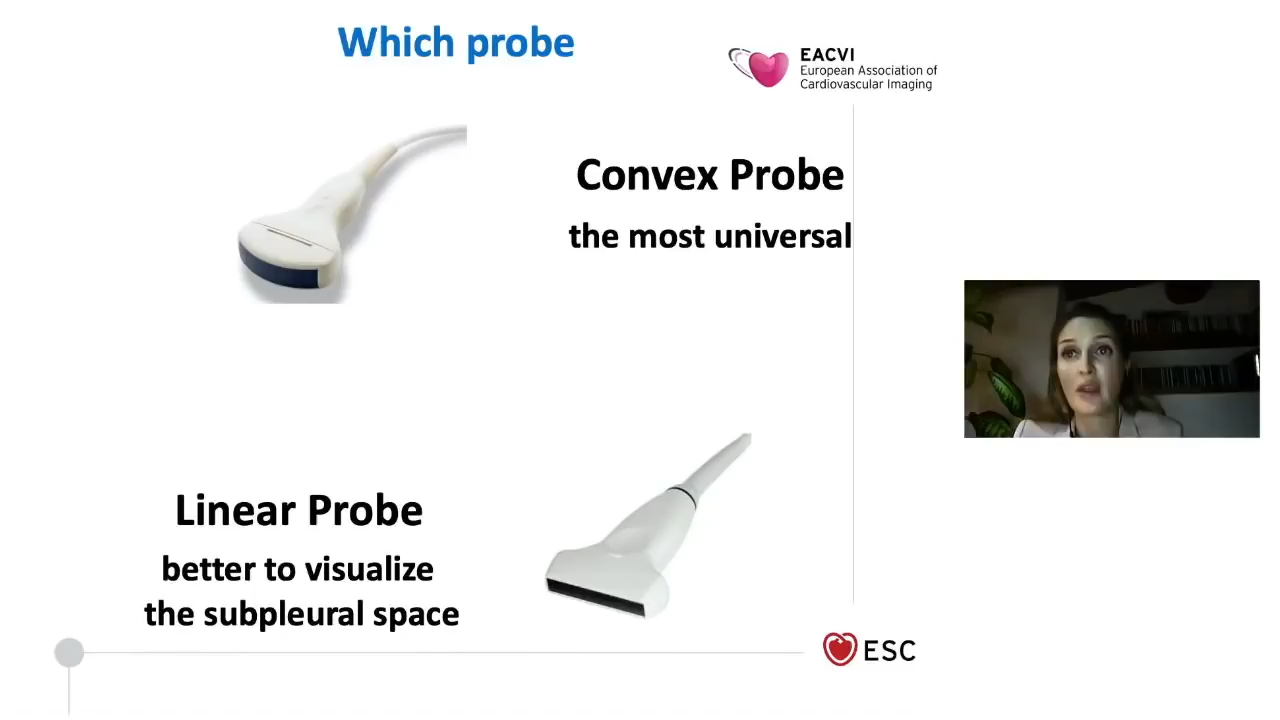 Which probe
EACVI
European Association of
Cardiovascular Imaging
Convex Probe
the most universal
Linear Probe
better to visualize
the subpleural space
ESC